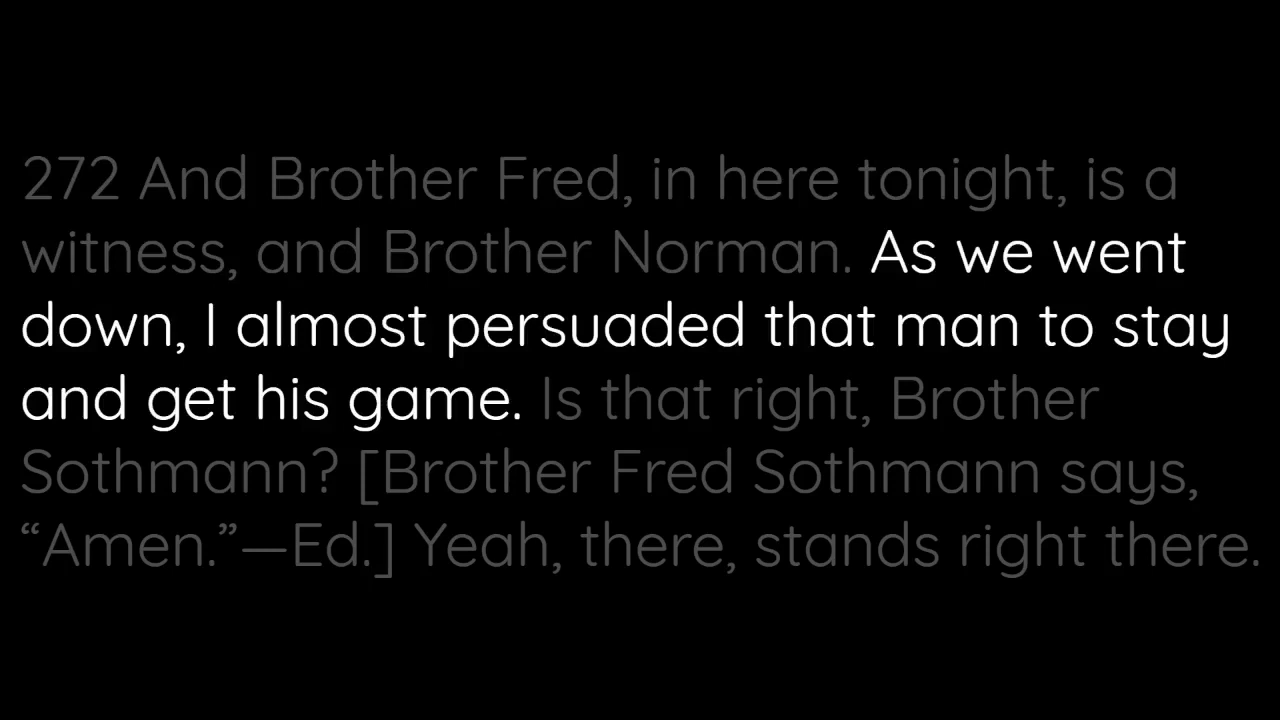 272 And Brother Fred, in here tonight, is a
witness, and Brother Norman. As we went
down, I almost persuaded that man to stay
and get his game. Is that right, Brother
Sothmann? [Brother Fred Sothmann says,
“Amen.”—Ed.] Yeah, there, stands right there.